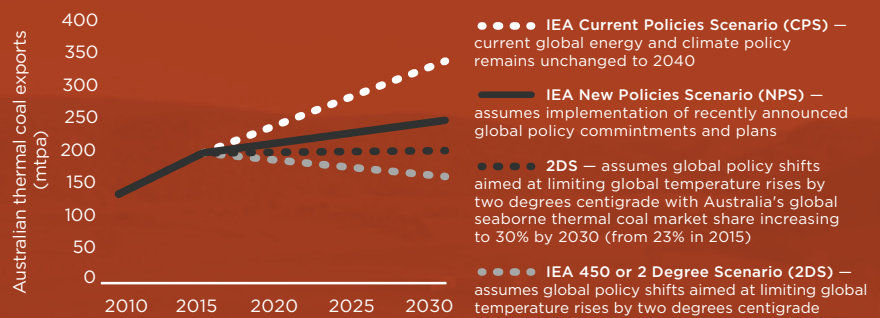 Australian thermal coal exports
(mtpa)
400
350
300
250
200
150
100
50
0
2010 2015 2020 2025 2030
IEA Current Policies Scenario (CPS) —
current global energy and climate policy
remains unchanged to 2040
IEA New Policies Scenario (NPS) —
assumes implementation of recently announced
global policy commintments and plans
2DS — assumes global policy shifts
aimed at limiting global temperature rises by
two degrees centigrade with Australia's global
seaborne thermal coal market share increasing
to 30% by 2030 (from 23% in 2015)
IEA 450 or 2 Degree Scenario (2DS) —
assumes global policy shifts aimed at limiting global
temperature rises by two degrees centigrade